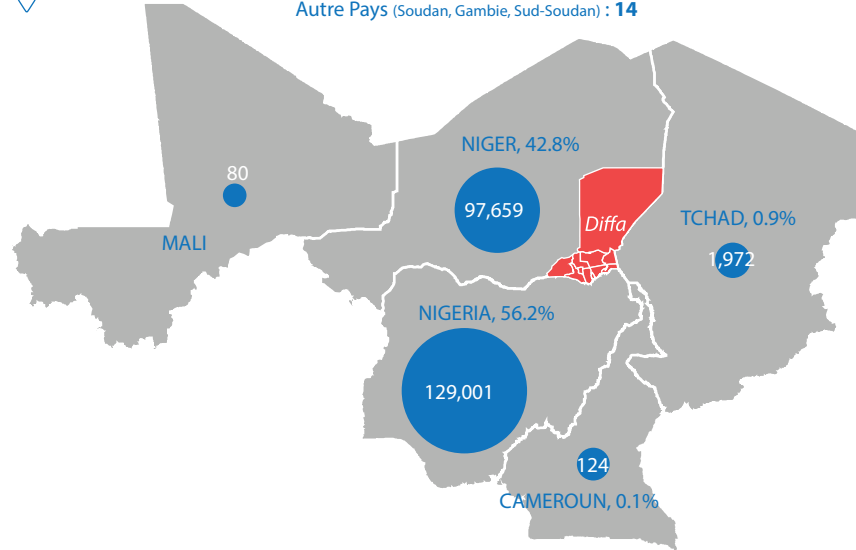 Autre Pays (Soudan, Gambie, Sud-Soudan) : 14
NIGER, 42.8%
80
97,659
Diffa
TCHAD, 0.9%
MALI
1,972
NIGERIA, 56.2%
129,001
124
CAMEROUN, 0.1%